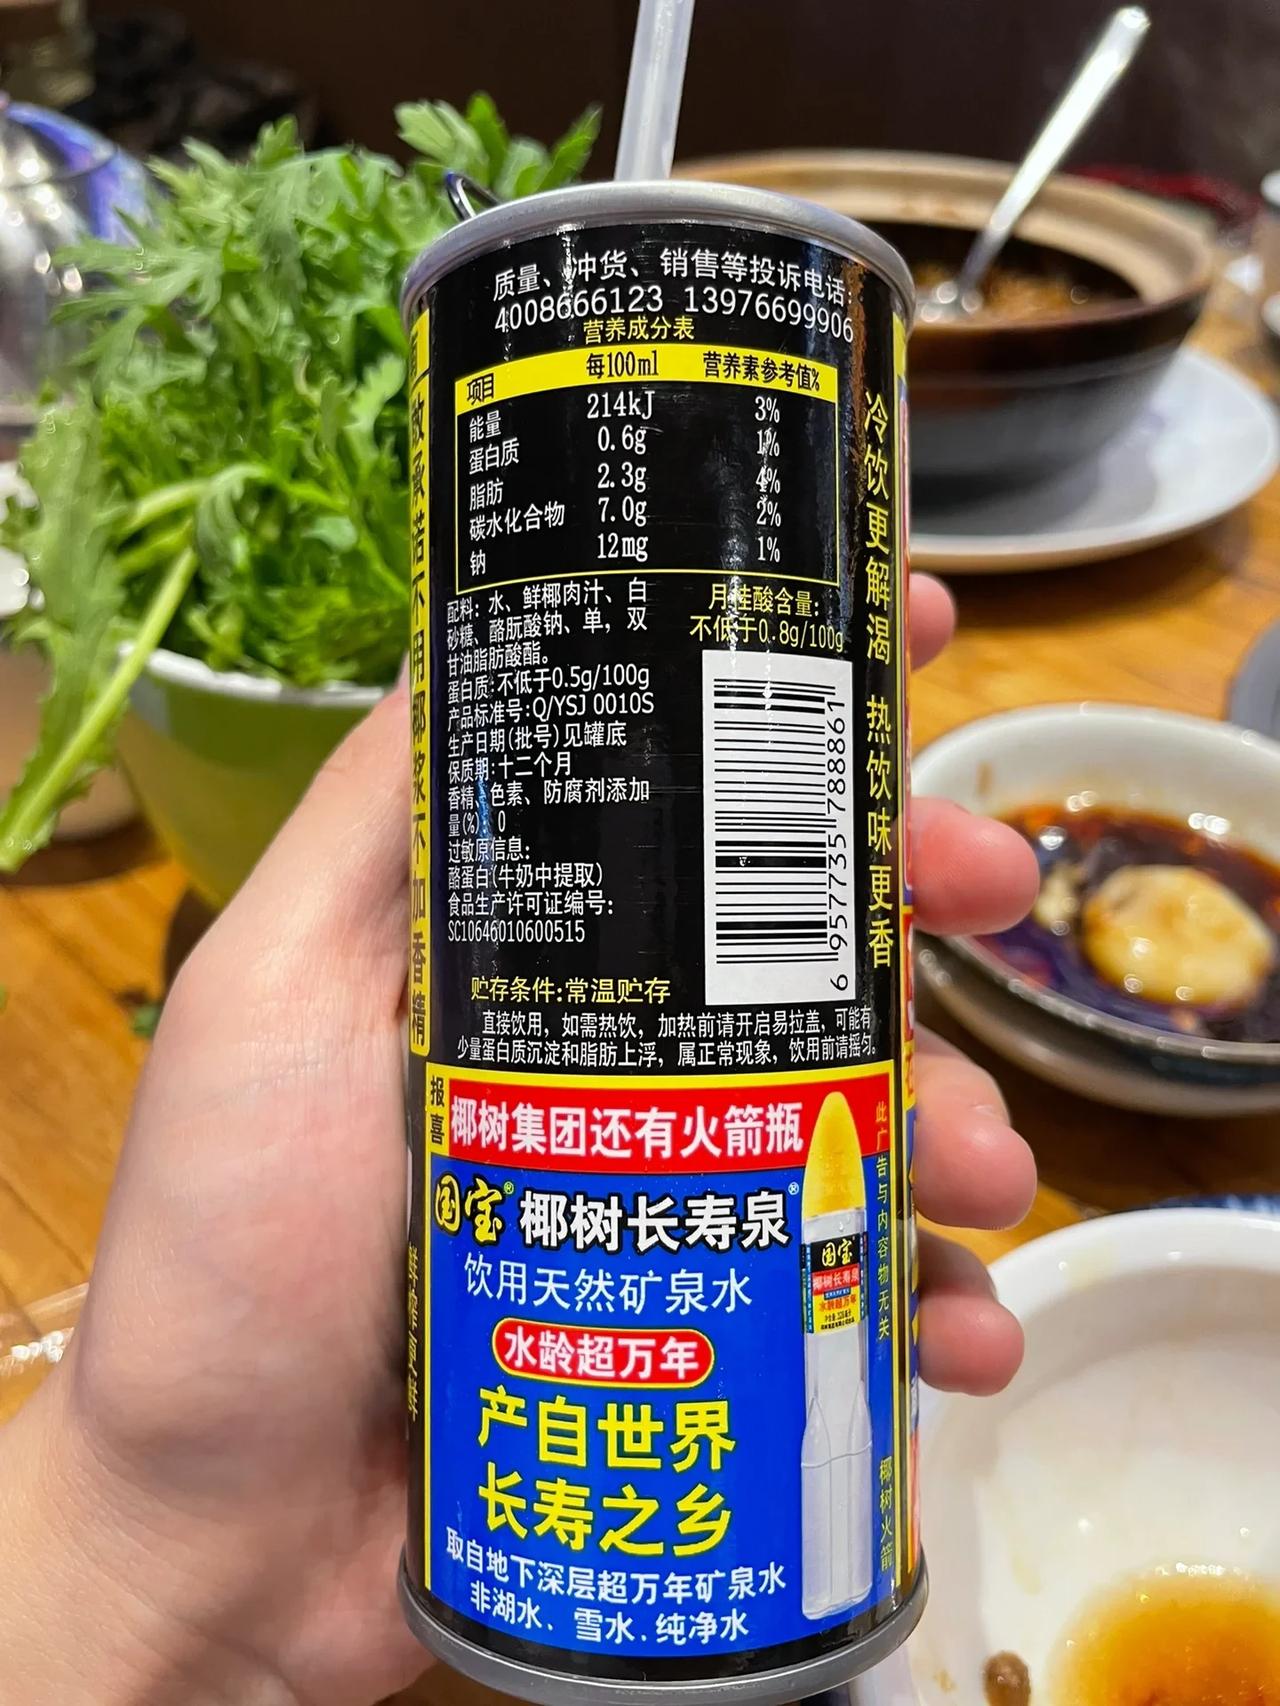 质量、冲货、销售等投诉电话:
4008666123 13976699906
营养成分表
项目 每100ml 营养素参考值%
能量 214kJ 3%
蛋白质 0.6g 1%
脂肪 2.3g 4%
碳水化合物 7.0g 2%
钠 12mg 1%
配料: 水、鲜椰肉汁、白
砂糖、酪朊酸钠、单，双
甘油脂肪酸酯。
蛋白质:不低于0.5g/100g
产品标准号:Q/YSJ 0010S
生产日期(批号)见罐底
保质期:十二个月
香精、色素、防腐剂添加
量(%): 0
过敏原信息:
酪蛋白(牛奶中提取)
食品生产许可证编号:
SC10646010600515
月桂酸含量:
不低于0.8g/100g
6 957735 788861
贮存条件:常温贮存
直接饮用，如需热饮，加热前请开启易拉盖，可能有
少量蛋白质沉淀和脂肪上浮，属正常现象，饮用前请摇匀。
冷饮更解渴 热饮味更香
敢承诺不用椰浆不加香精
报喜
椰树集团还有火箭瓶
国宝® 椰树长寿泉®
饮用天然矿泉水
水龄超万年
产自世界
长寿之乡
取自地下深层超万年矿泉水
非湖水、雪水.纯净水
国宝
椰树长寿泉
水龄超万年
此广告与内容物无关
椰树火箭